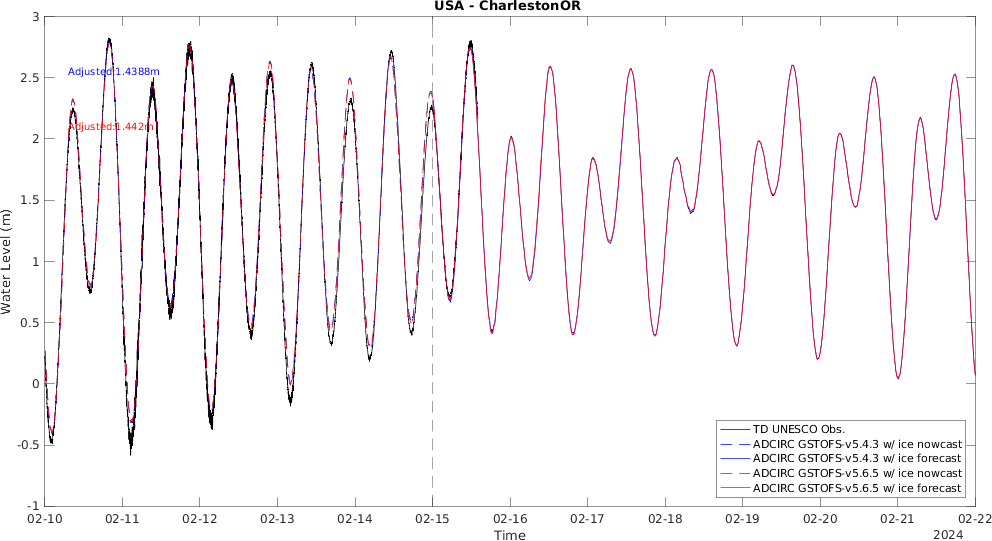 USA - CharlestonOR
3
2.5
2
1.5
1
0.5
0
-0.5
-1
Water Level (m)
Adjusted:1.4388m
Adjusted:1.442m
TD UNESCO Obs.
ADCIRC GSTOFS-v5.4.3 w/ ice nowcast
ADCIRC GSTOFS-v5.4.3 w/ ice forecast
ADCIRC GSTOFS-v5.6.5 w/ ice nowcast
ADCIRC GSTOFS-v5.6.5 w/ ice forecast
02-10 02-11 02-12 02-13 02-14 02-15 02-16 02-17 02-18 02-19 02-20 02-21 02-22
Time
2024